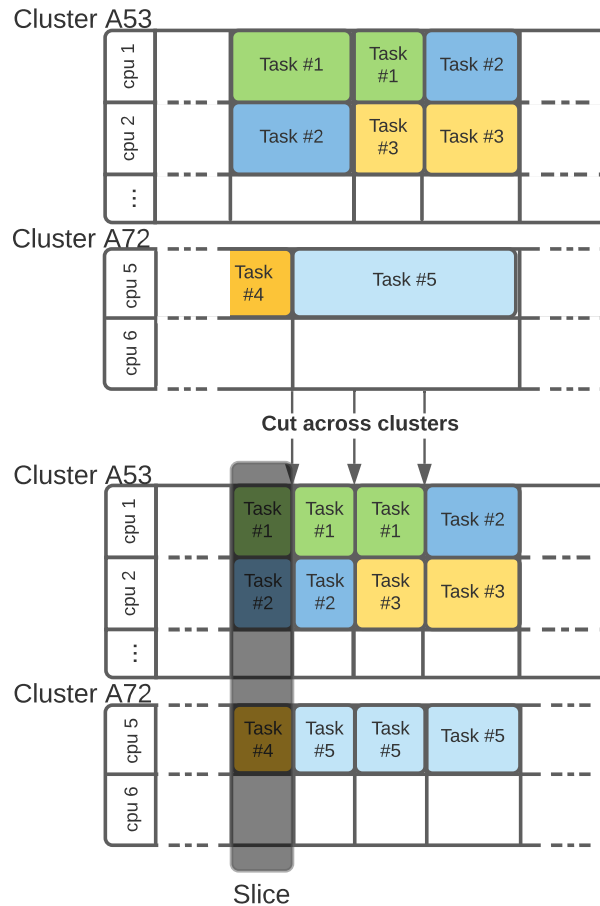 Cluster A53
cpu 1
Task #1
Task
#1
Task #2
cpu 2
Task #2
Task
#3
Task #3
...
Cluster A72
cpu 5
Task
#4
Task #5
cpu 6
Cut across clusters
Cluster A53
cpu 1
Task
#1
Task
#1
Task
#1
Task #2
cpu 2
Task
#2
Task
#2
Task
#3
Task #3
...
Cluster A72
cpu 5
Task
#4
Task
#5
Task
#5
Task #5
cpu 6
Slice